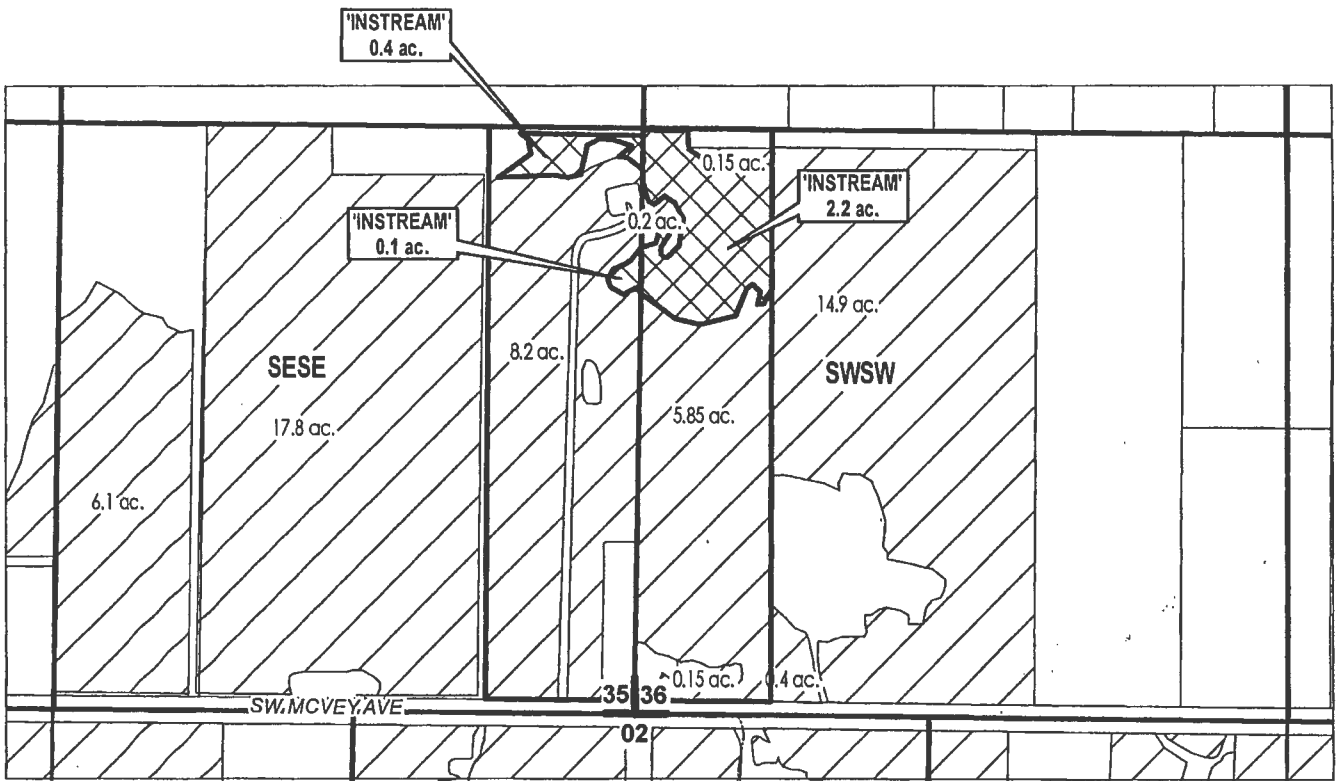 'INSTREAM'
0.4 ac.
0.15 ac.
'INSTREAM'
2.2 ac.
'INSTREAM'
0.1 ac.
0.2 ac.
14.9 ac.
8.2 ac.
SESE
SWSW
17.8 ac.
5.85 ac.
6.1 ac.
0.15 ac.
0.4 ac.
35 36
SW MCVEY AVE
02